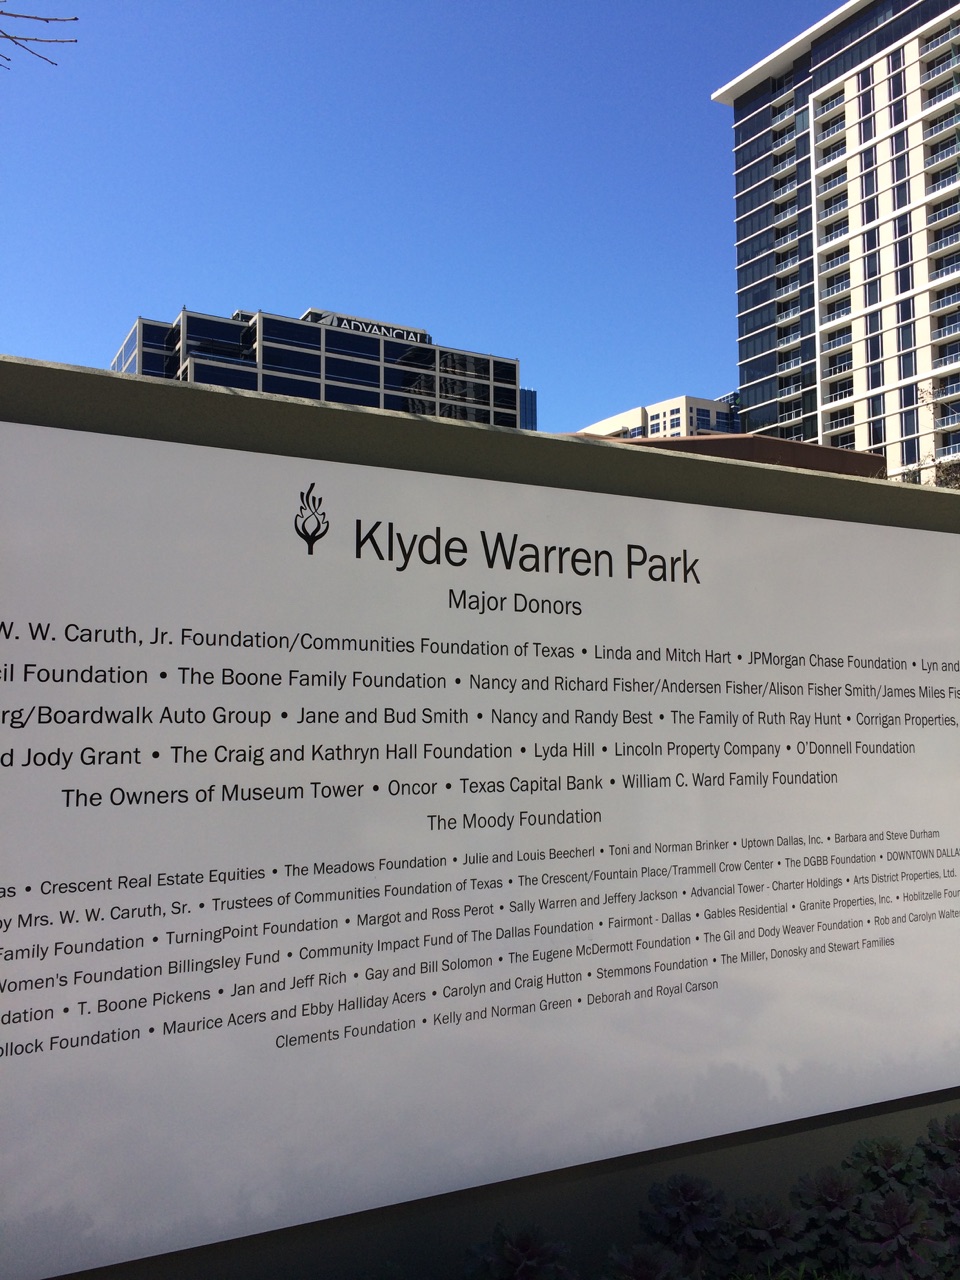 ADVANCIAL
Klyde Warren Park
Major Donors
W. W. Caruth, Jr. Foundation/Communities Foundation of Texas • Linda and Mitch Hart • JPMorgan Chase Foundation • Lyn and
cil Foundation • The Boone Family Foundation • Nancy and Richard Fisher/Andersen Fisher/Alison Fisher Smith/James Miles Fis
rg/Boardwalk Auto Group • Jane and Bud Smith • Nancy and Randy Best • The Family of Ruth Ray Hunt • Corrigan Properties,
d Jody Grant • The Craig and Kathryn Hall Foundation • Lyda Hill • Lincoln Property Company • O'Donnell Foundation
The Owners of Museum Tower • Oncor • Texas Capital Bank • William C. Ward Family Foundation
The Moody Foundation
as • Crescent Real Estate Equities • The Meadows Foundation • Julie and Louis Beecherl • Toni and Norman Brinker • Uptown Dallas, Inc. • Barbara and Steve Durham
by Mrs. W. W. Caruth, Sr. • Trustees of Communities Foundation of Texas • The Crescent/Fountain Place/Trammell Crow Center • The DGBB Foundation • DOWNTOWN DALLAS
Family Foundation • TurningPoint Foundation • Margot and Ross Perot • Sally Warren and Jeffery Jackson • Advancial Tower - Charter Holdings • Arts District Properties, Ltd.
Women's Foundation Billingsley Fund • Community Impact Fund of The Dallas Foundation • Fairmont - Dallas • Gables Residential • Granite Properties, Inc. • Hoblitzelle Foun
dation • T. Boone Pickens • Jan and Jeff Rich • Gay and Bill Solomon • The Eugene McDermott Foundation • The Gil and Dody Weaver Foundation • Rob and Carolyn Walte
ollock Foundation • Maurice Acers and Ebby Halliday Acers • Carolyn and Craig Hutton • Stemmons Foundation • The Miller, Donosky and Stewart Families
Clements Foundation • Kelly and Norman Green • Deborah and Royal Carson